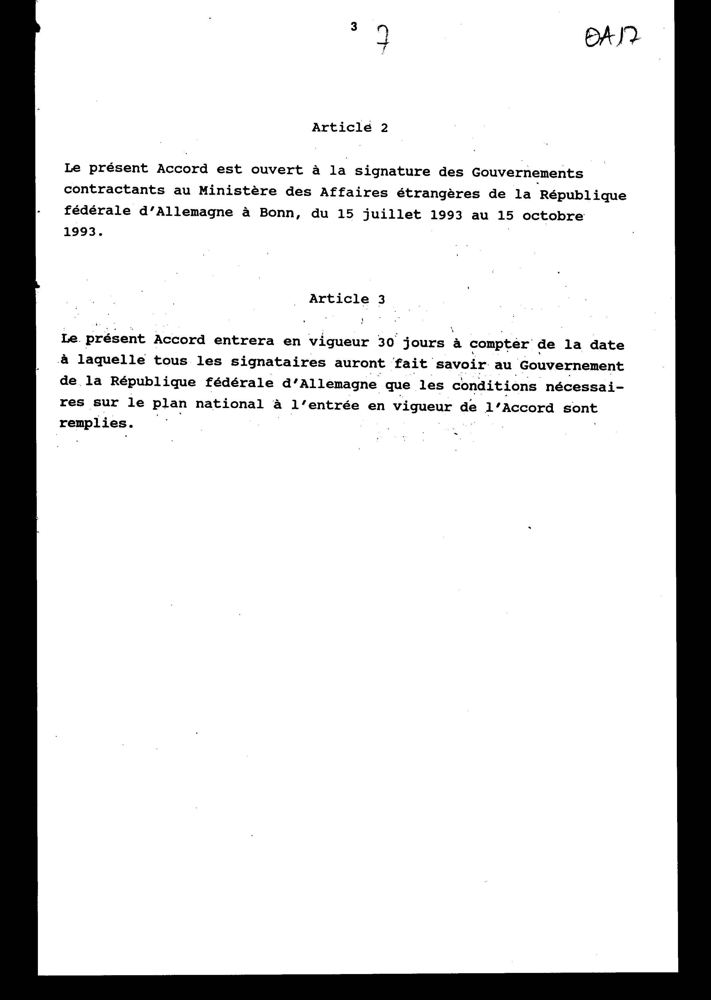 3
7
0A17
Article 2
Le présent Accord est ouvert à la signature des Gouvernements
contractants au Ministère des Affaires étrangères de la République
fédérale d'Allemagne à Bonn, du 15 juillet 1993 au 15 octobre
1993.
Article 3
Le présent Accord entrera en vigueur 30 jours à compter de la date
à laquelle tous les signataires auront fait savoir au Gouvernement
de la République fédérale d'Allemagne que les conditions nécessai-
res sur le plan national à l'entrée en vigueur de l'Accord sont
remplies.